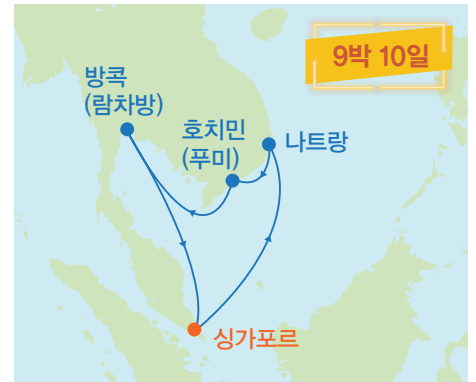 9박 10일
방콕
(람차방)
호치민
(푸미)
나트랑
싱가포르